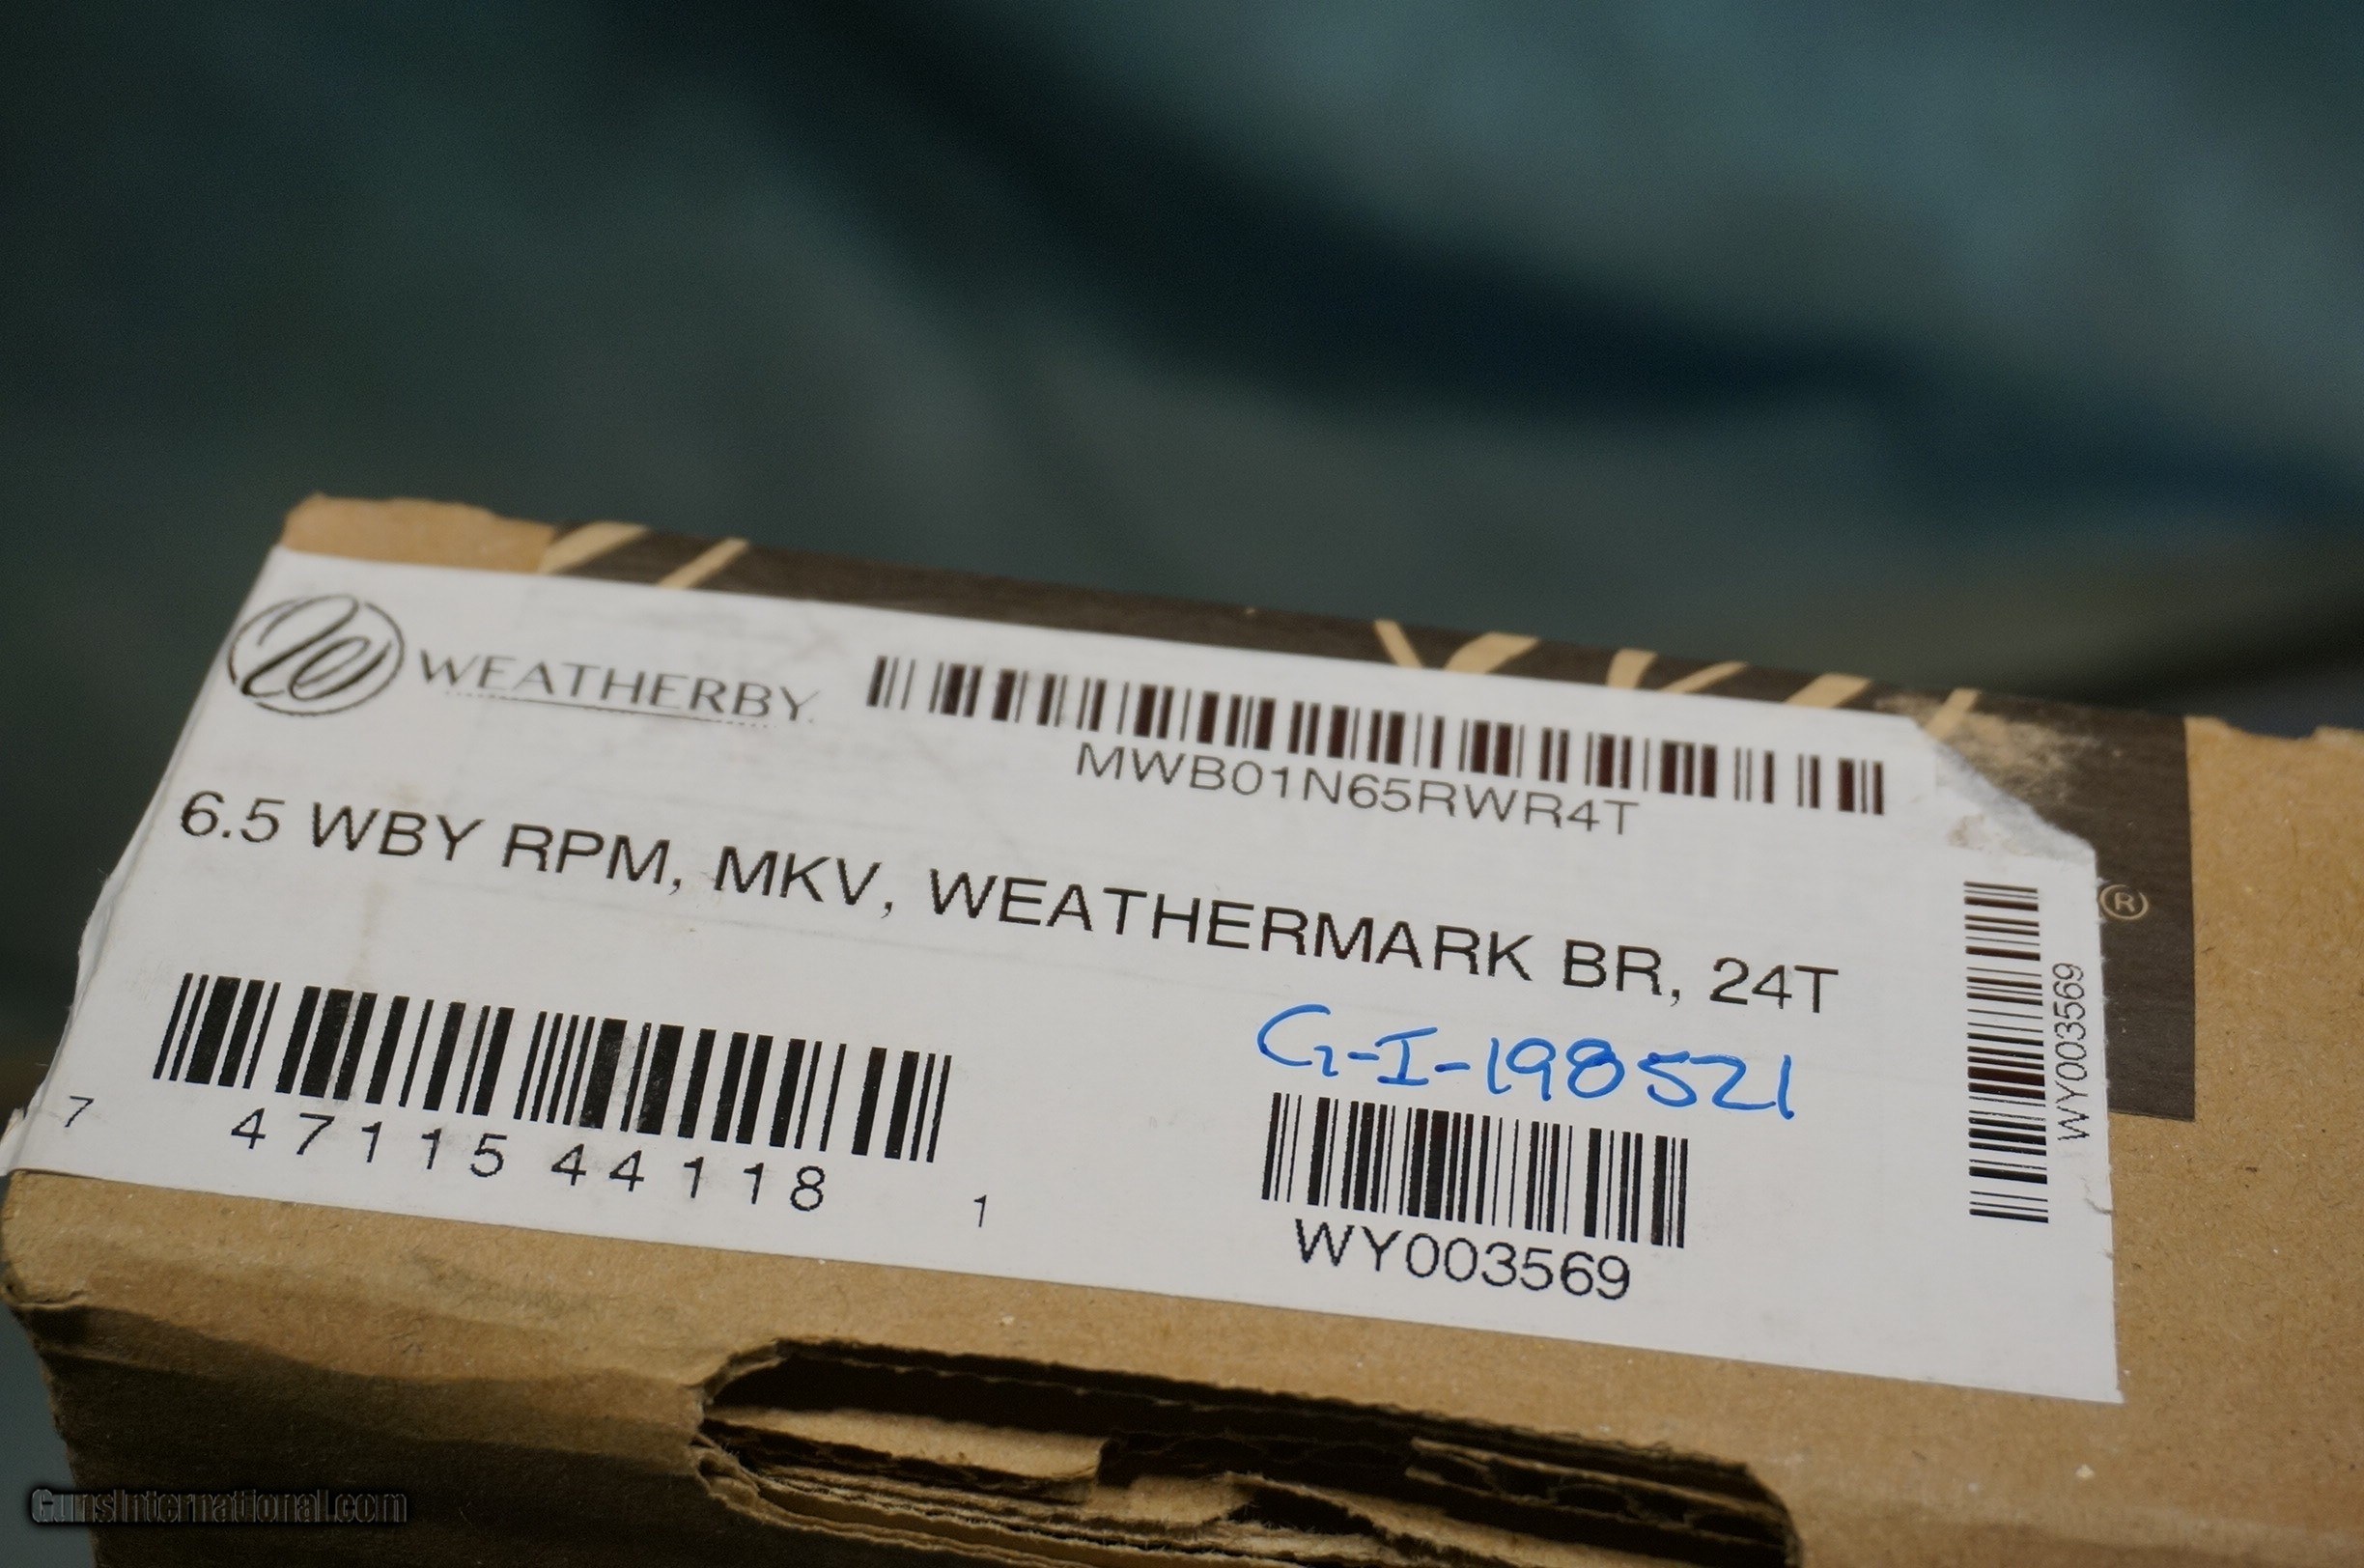 WEATHERBY
MWB01N65RWR4T
6.5 WBY RPM, MKV, WEATHERMARK BR, 24T
G-I-198521
7 47115 44118 1
WY003569
WY003569
®
GunsInternational.com